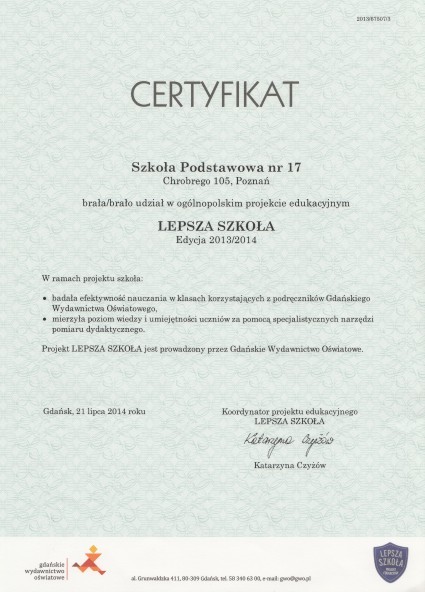 2013/87507/3
CERTYFIKAT
Szkoła Podstawowa nr 17
Chrobrego 105, Poznań
brała/brało udział w ogólnopolskim projekcie edukacyjnym
LEPSZA SZKOŁA
Edycja 2013/2014
W ramach projektu szkoła:
• badała efektywność nauczania w klasach korzystających z podręczników Gdańskiego
Wydawnictwa Oświatowego,
• mierzyła poziom wiedzy i umiejętności uczniów za pomocą specjalistycznych narzędzi
pomiaru dydaktycznego.
Projekt LEPSZA SZKOŁA jest prowadzony przez Gdańskie Wydawnictwo Oświatowe.
Gdańsk, 21 lipca 2014 roku
Koordynator projektu edukacyjnego
LEPSZA SZKOŁA
Katarzyna Czyżów
Katarzyna Czyżów
gdańskie
wydawnictwo
oświatowe
al. Grunwaldzka 411, 80-309 Gdańsk, tel. 58 340 63 00, e-mail: gwo@gwo.pl
LEPSZA
SZKOŁA